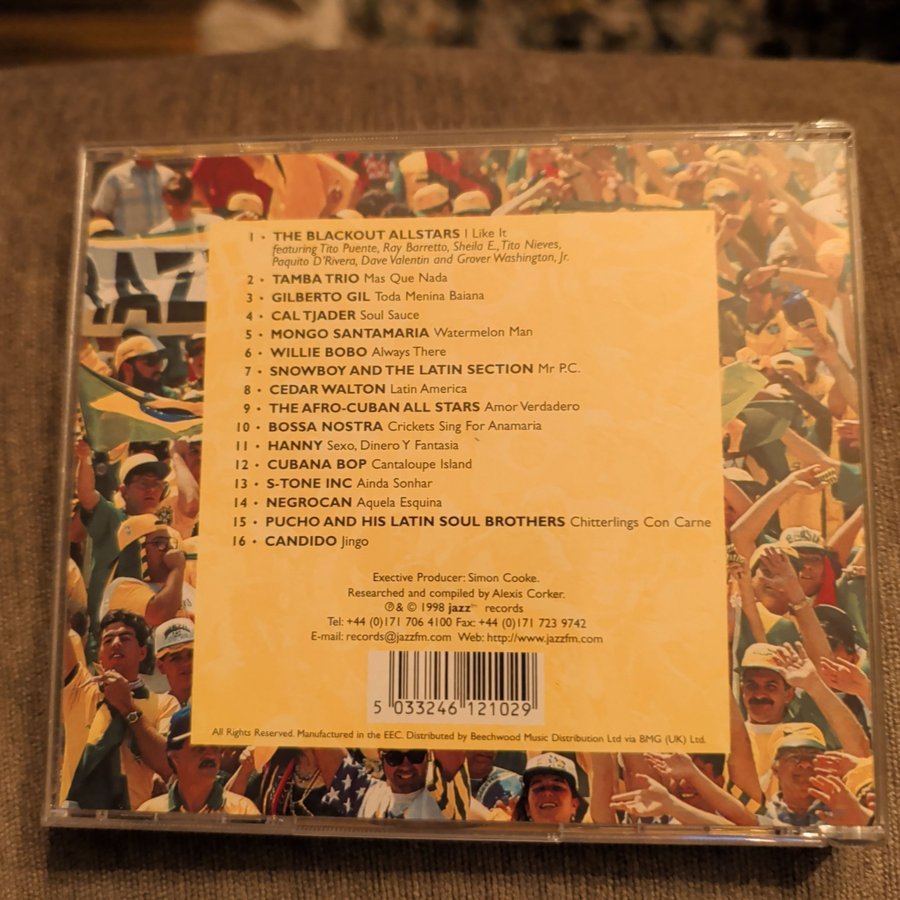 1 • THE BLACKOUT ALLSTARS I Like It
featuring Tito Puente, Ray Barretto, Sheila E., Tito Nieves,
Paquito D'Rivera, Dave Valentin and Grover Washington, Jr.
2 • TAMBA TRIO Mas Que Nada
3 • GILBERTO GIL Toda Menina Baiana
4 • CAL TJADER Soul Sauce
5 • MONGO SANTAMARIA Watermelon Man
6 • WILLIE BOBO Always There
7 • SNOWBOY AND THE LATIN SECTION Mr P.C.
8 • CEDAR WALTON Latin America
9 • THE AFRO-CUBAN ALL STARS Amor Verdadero
10 • BOSSA NOSTRA Crickets Sing For Anamaria
11 • HANNY Sexo, Dinero Y Fantasia
12 • CUBANA BOP Cantaloupe Island
13 • S-TONE INC Ainda Sonhar
14 • NEGROCAN Aquela Esquina
15 • PUCHO AND HIS LATIN SOUL BROTHERS Chitterlings Con Carne
16 • CANDIDO Jingo
Exective Producer: Simon Cooke.
Researched and compiled by Alexis Corker.
℗ & © 1998 jazz fm records
Tel: +44 (0)171 706 4100 Fax: +44 (0)171 723 9742
E-mail: records@jazzfm.com Web: http://www.jazzfm.com
5 033246 121029
All Rights Reserved. Manufactured in the EEC. Distributed by Beechwood Music Distribution Ltd via BMG (UK) Ltd.